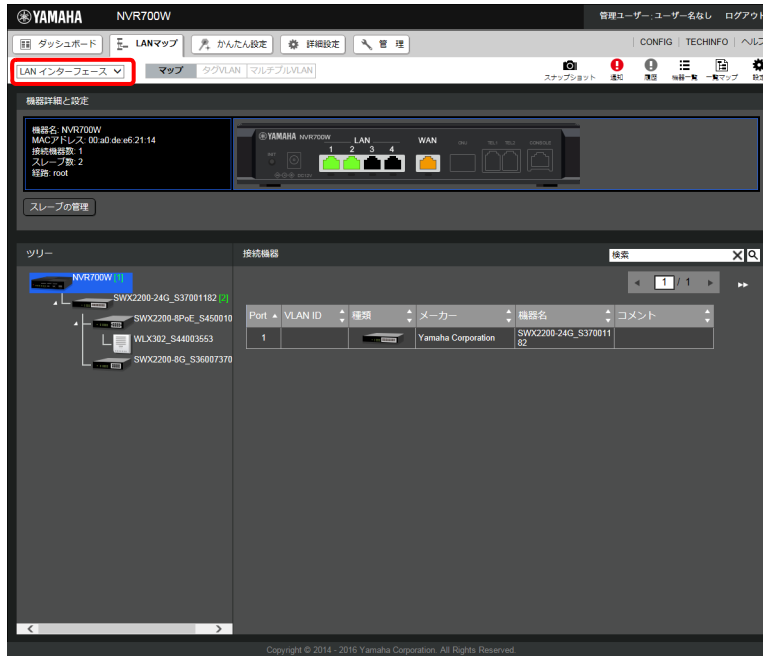 YAMAHA NVR700W 管理ユーザー: ユーザー名なし ログアウト
ダッシュボード LANマップ かんたん設定 詳細設定 管 理 CONFIG TECHINFO ヘル
LAN インターフェース マップ タグVLAN マルチプルVLAN スナップショット 通知 履歴 機器一覧 一覧マップ 設定
機器詳細と設定
機器名: NVR700W
MACアドレス: 00:a0:de:e6:21:14
接続機器数: 1
スレーブ数: 2
経路: root
YAMAHA NVR700W LAN WAN ONU TEL1 TEL2 CONSOLE
1 2 3 4
DC12V
スレーブの管理
ツリー
NVR700W [1]
SWX2200-24G_S37001182 [2]
SWX2200-8PoE_S450010
WLX302_S44003553
SWX2200-8G_S36007370
接続機器 検索
1 / 1
Port VLAN ID 種類 メーカー 機器名 コメント
1 Yamaha Corporation SWX2200-24G_S370011
82
Copyright © 2014 - 2016 Yamaha Corporation. All Rights Reserved.